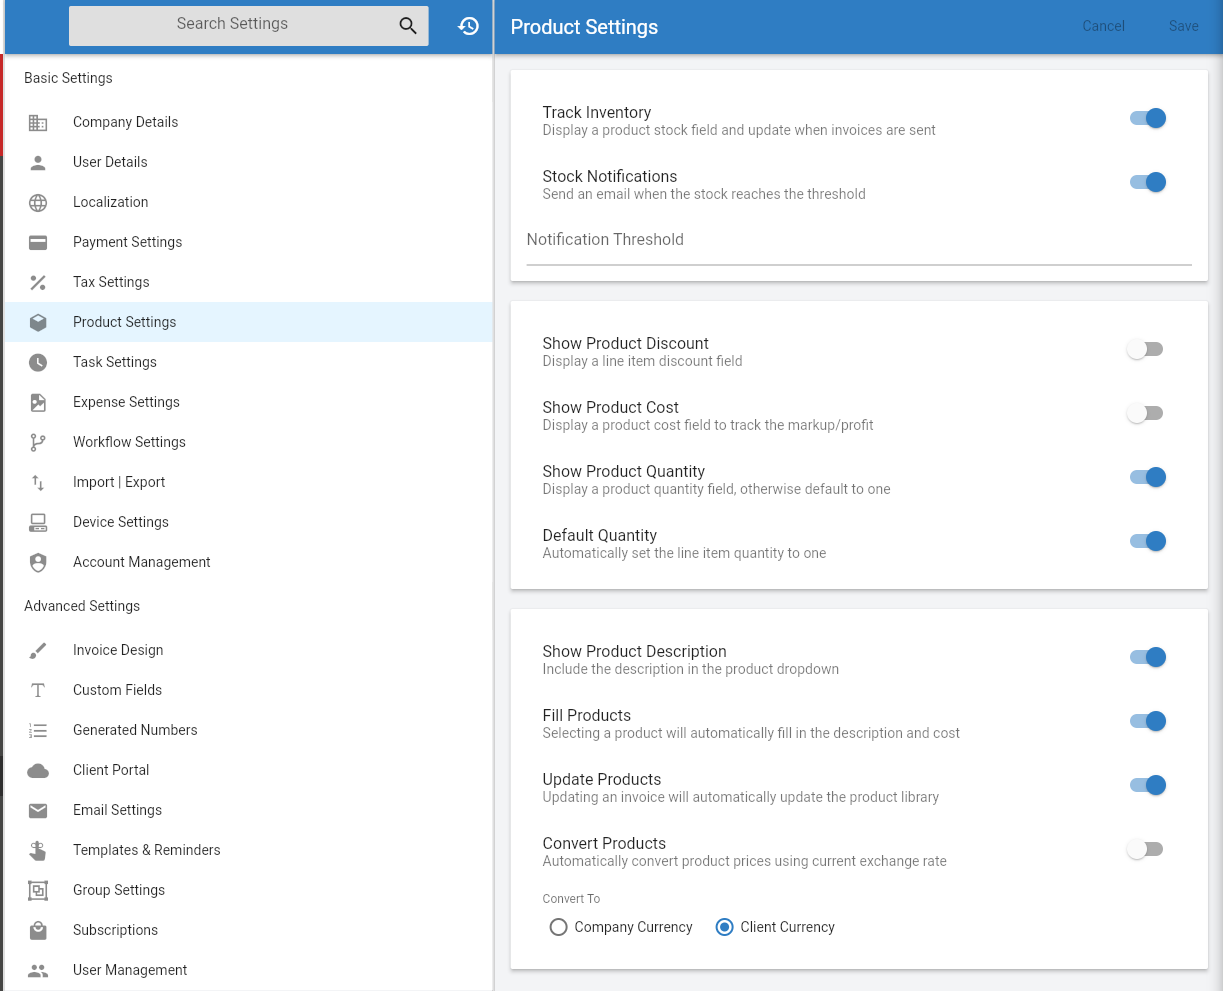 Search Settings
Basic Settings
Company Details
User Details
Localization
Payment Settings
Tax Settings
Product Settings
Task Settings
Expense Settings
Workflow Settings
Import | Export
Device Settings
Account Management
Advanced Settings
Invoice Design
Custom Fields
Generated Numbers
Client Portal
Email Settings
Templates & Reminders
Group Settings
Subscriptions
User Management
Product Settings
Cancel
Save
Track Inventory
Display a product stock field and update when invoices are sent
Stock Notifications
Send an email when the stock reaches the threshold
Notification Threshold
Show Product Discount
Display a line item discount field
Show Product Cost
Display a product cost field to track the markup/profit
Show Product Quantity
Display a product quantity field, otherwise default to one
Default Quantity
Automatically set the line item quantity to one
Show Product Description
Include the description in the product dropdown
Fill Products
Selecting a product will automatically fill in the description and cost
Update Products
Updating an invoice will automatically update the product library
Convert Products
Automatically convert product prices using current exchange rate
Convert To
Company Currency
Client Currency